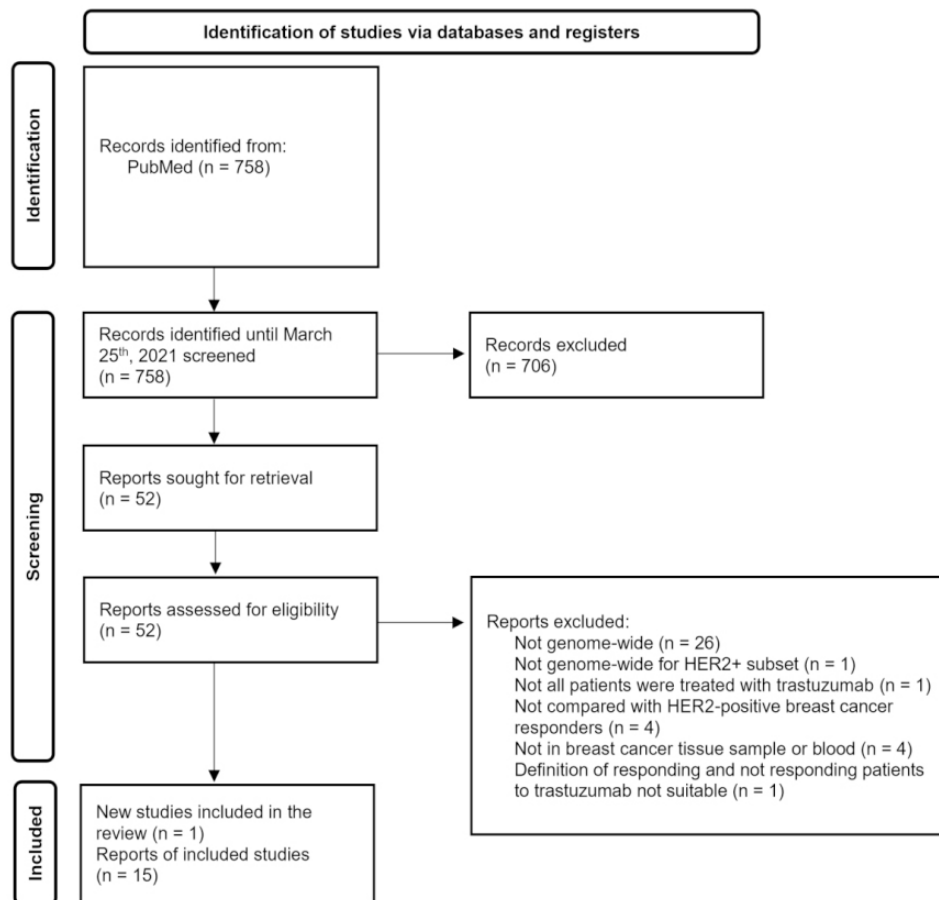 Identification of studies via databases and registers
Identification
Records identified from:
PubMed (n = 758)
Screening
Records identified until March
25th, 2021 screened
(n = 758)
Records excluded
(n = 706)
Reports sought for retrieval
(n = 52)
Reports assessed for eligibility
(n = 52)
Reports excluded:
Not genome-wide (n = 26)
Not genome-wide for HER2+ subset (n = 1)
Not all patients were treated with trastuzumab (n = 1)
Not compared with HER2-positive breast cancer
responders (n = 4)
Not in breast cancer tissue sample or blood (n = 4)
Definition of responding and not responding patients
to trastuzumab not suitable (n = 1)
Included
New studies included in the
review (n = 1)
Reports of included studies
(n = 15)